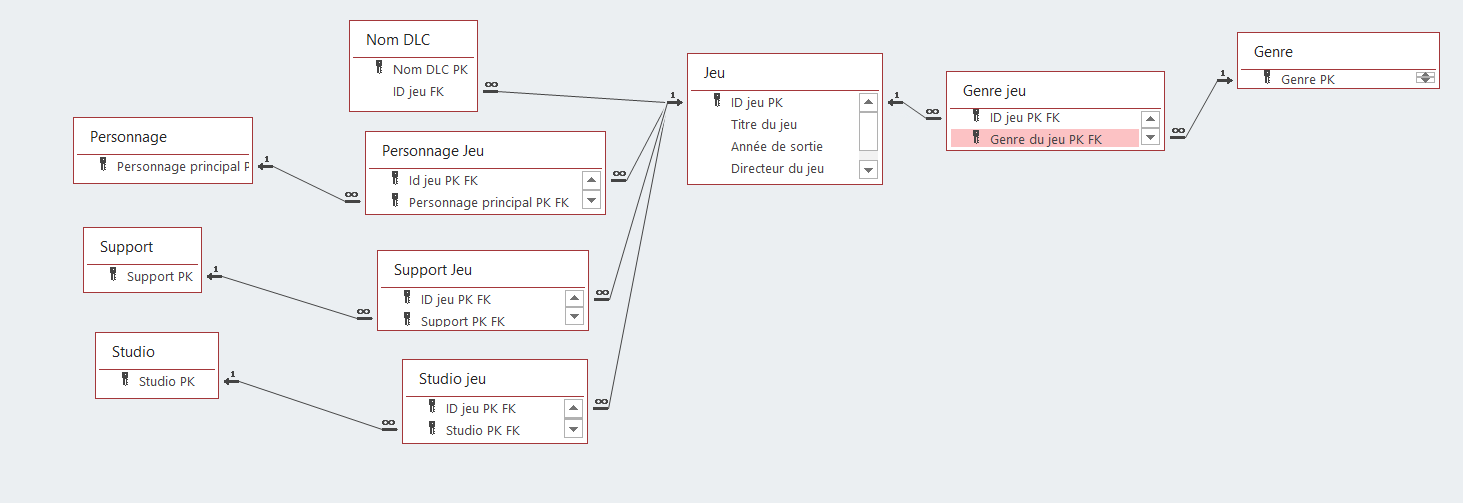 Nom DLC
Nom DLC PK
ID jeu FK
1
∞
Personnage
Personnage principal P
1
∞
Personnage Jeu
Id jeu PK FK
Personnage principal PK FK
∞
Support
Support PK
1
∞
Support Jeu
ID jeu PK FK
Support PK FK
∞
Studio
Studio PK
1
∞
Studio jeu
ID jeu PK FK
Studio PK FK
∞
Jeu
ID jeu PK
Titre du jeu
Année de sortie
Directeur du jeu
1
∞
Genre jeu
ID jeu PK FK
Genre du jeu PK FK
∞
1
Genre
Genre PK